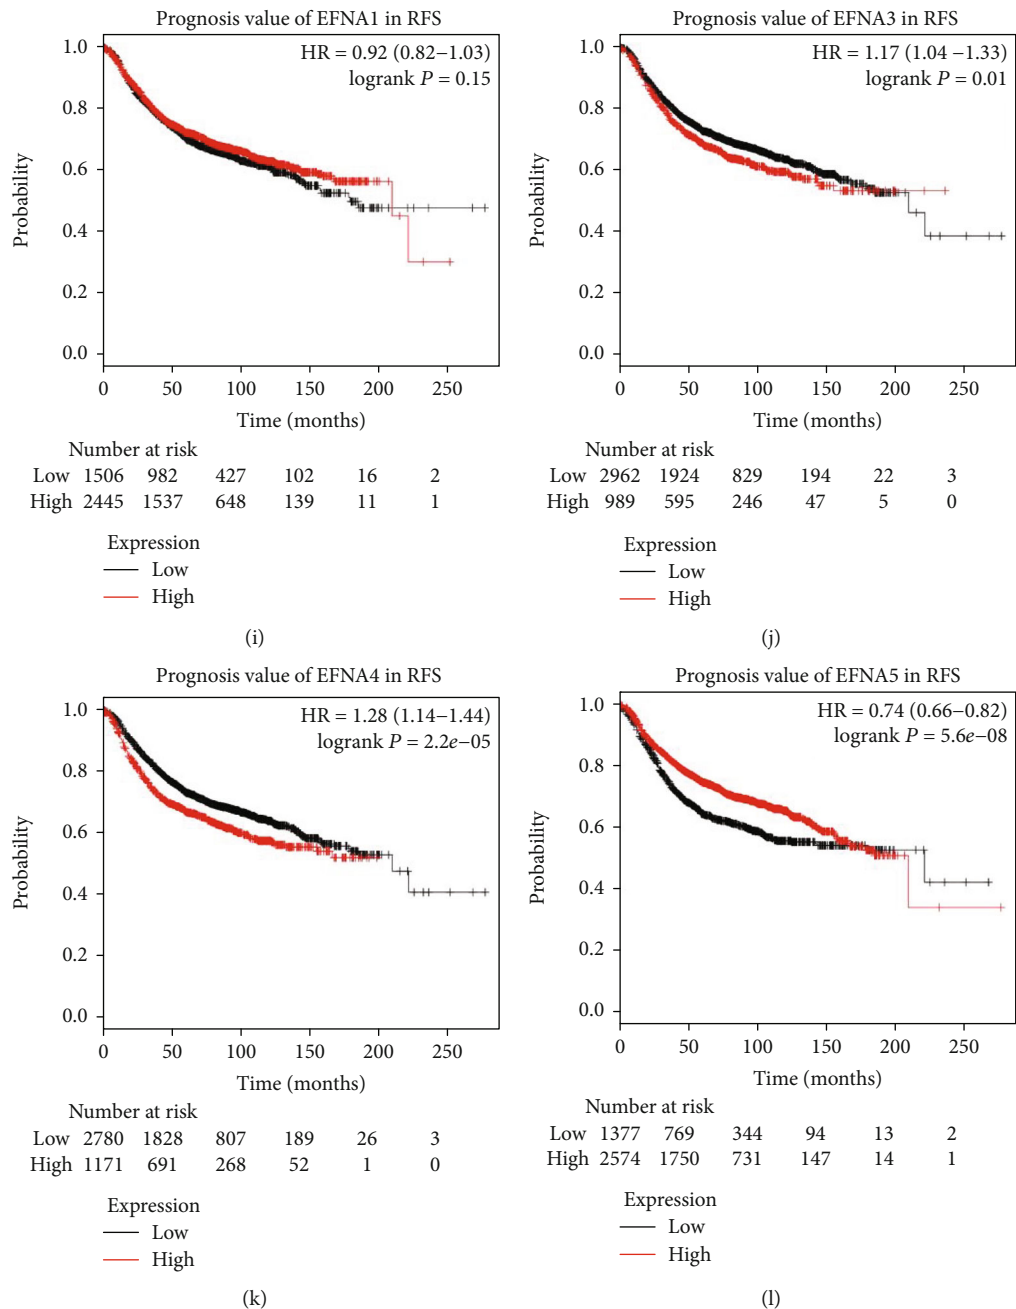 Prognosis value of EFNA1 in RFS
HR = 0.92 (0.82−1.03)
logrank P = 0.15
Probability
1.0
0.8
0.6
0.4
0.2
0.0
0 50 100 150 200 250
Time (months)
Number at risk
Low 1506 982 427 102 16 2
High 2445 1537 648 139 11 1
Expression
Low
High
(i)
Prognosis value of EFNA3 in RFS
HR = 1.17 (1.04 −1.33)
logrank P = 0.01
Probability
1.0
0.8
0.6
0.4
0.2
0.0
0 50 100 150 200 250
Time (months)
Number at risk
Low 2962 1924 829 194 22 3
High 989 595 246 47 5 0
Expression
Low
High
(j)
Prognosis value of EFNA4 in RFS
HR = 1.28 (1.14−1.44)
logrank P = 2.2e−05
Probability
1.0
0.8
0.6
0.4
0.2
0.0
0 50 100 150 200 250
Time (months)
Number at risk
Low 2780 1828 807 189 26 3
High 1171 691 268 52 1 0
Expression
Low
High
(k)
Prognosis value of EFNA5 in RFS
HR = 0.74 (0.66−0.82)
logrank P = 5.6e−08
Probability
1.0
0.8
0.6
0.4
0.2
0.0
0 50 100 150 200 250
Time (months)
Number at risk
Low 1377 769 344 94 13 2
High 2574 1750 731 147 14 1
Expression
Low
High
(l)